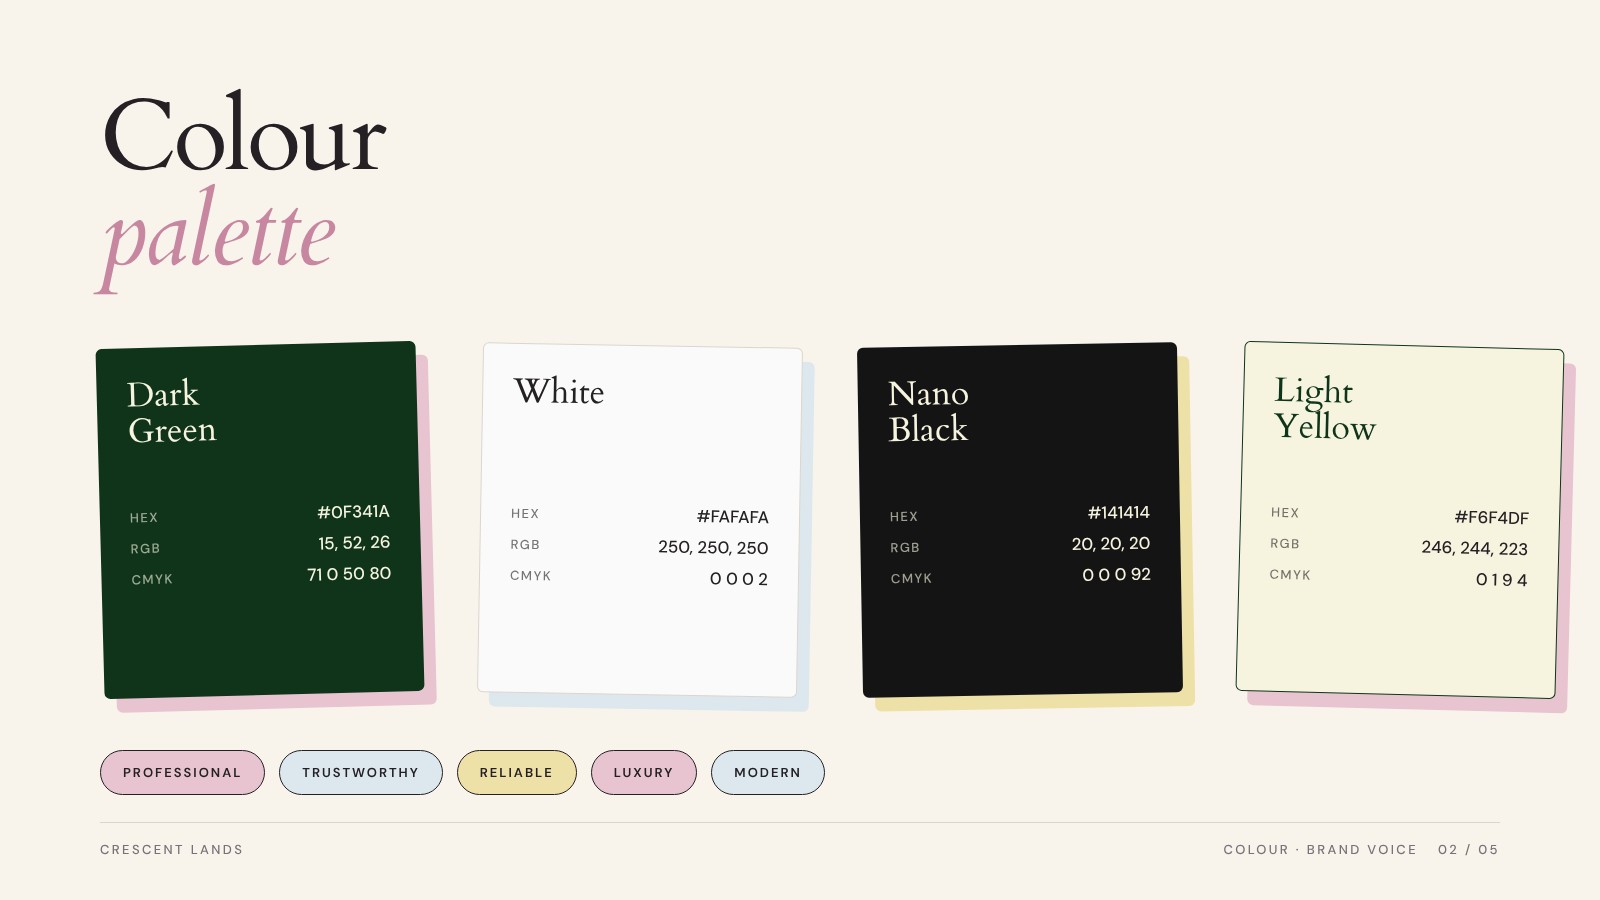 Colour
palette
Dark
Green
HEX #0F341A
RGB 15, 52, 26
CMYK 71 0 50 80
White
HEX #FAFAFA
RGB 250, 250, 250
CMYK 0 0 0 2
Nano
Black
HEX #141414
RGB 20, 20, 20
CMYK 0 0 0 92
Light
Yellow
HEX #F6F4DF
RGB 246, 244, 223
CMYK 0 1 9 4
PROFESSIONAL TRUSTWORTHY RELIABLE LUXURY MODERN
CRESCENT LANDS COLOUR · BRAND VOICE 02 / 05